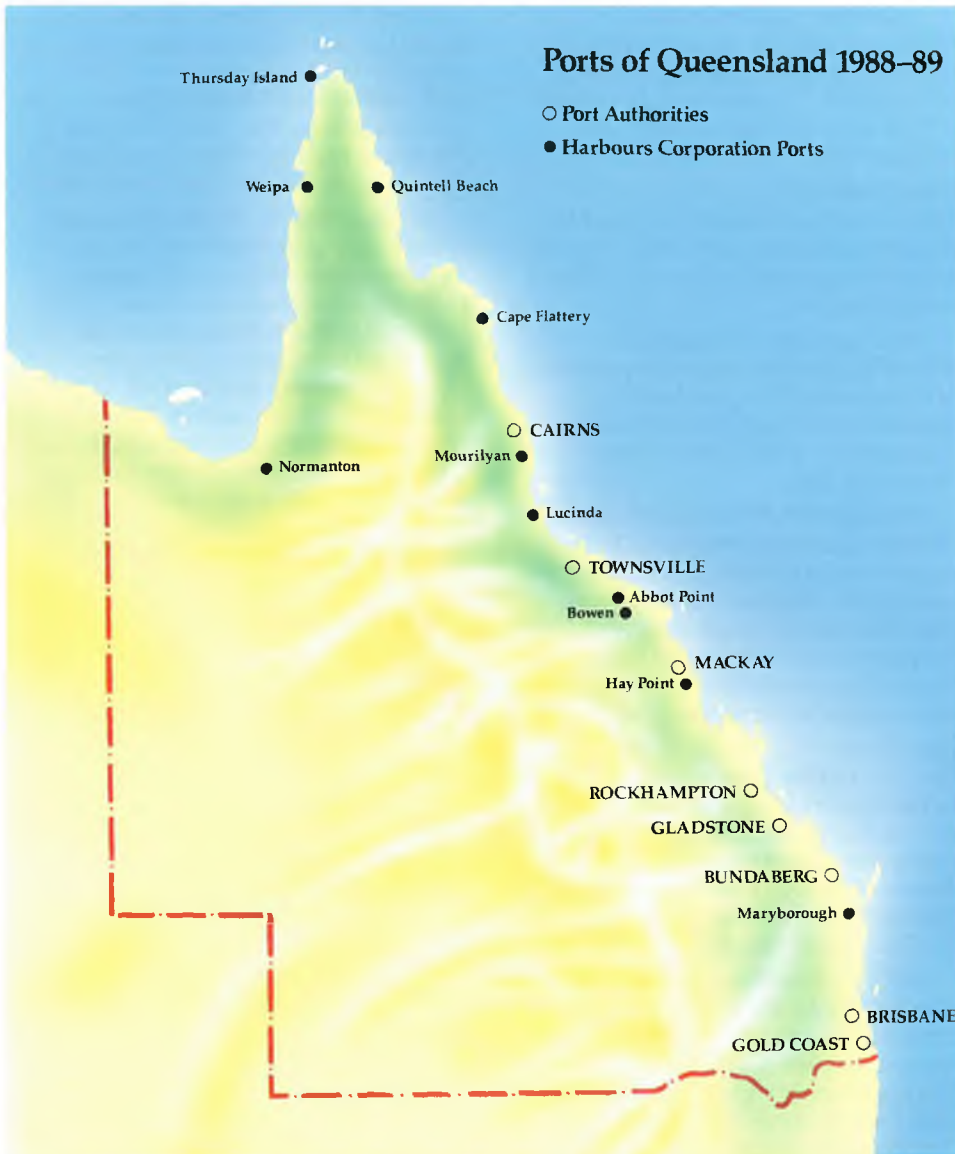 Ports of Queensland 1988–89
○ Port Authorities
● Harbours Corporation Ports
Thursday Island
Weipa
Quintell Beach
Cape Flattery
CAIRNS
Mourilyan
Normanton
Lucinda
TOWNSVILLE
Abbot Point
Bowen
MACKAY
Hay Point
ROCKHAMPTON
GLADSTONE
BUNDABERG
Maryborough
BRISBANE
GOLD COAST